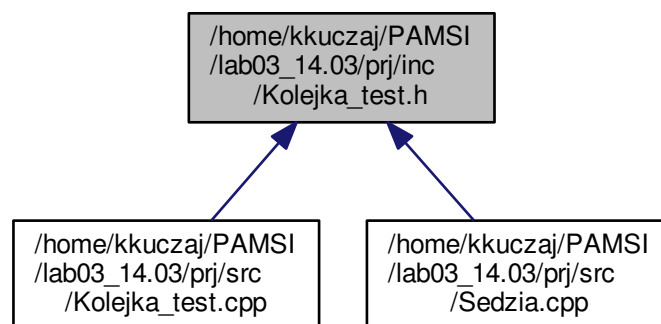 /home/kkuczaj/PAMSI
/lab03_14.03/prj/inc
/Kolejka_test.h
/home/kkuczaj/PAMSI
/lab03_14.03/prj/src
/Kolejka_test.cpp
/home/kkuczaj/PAMSI
/lab03_14.03/prj/src
/Sedzia.cpp